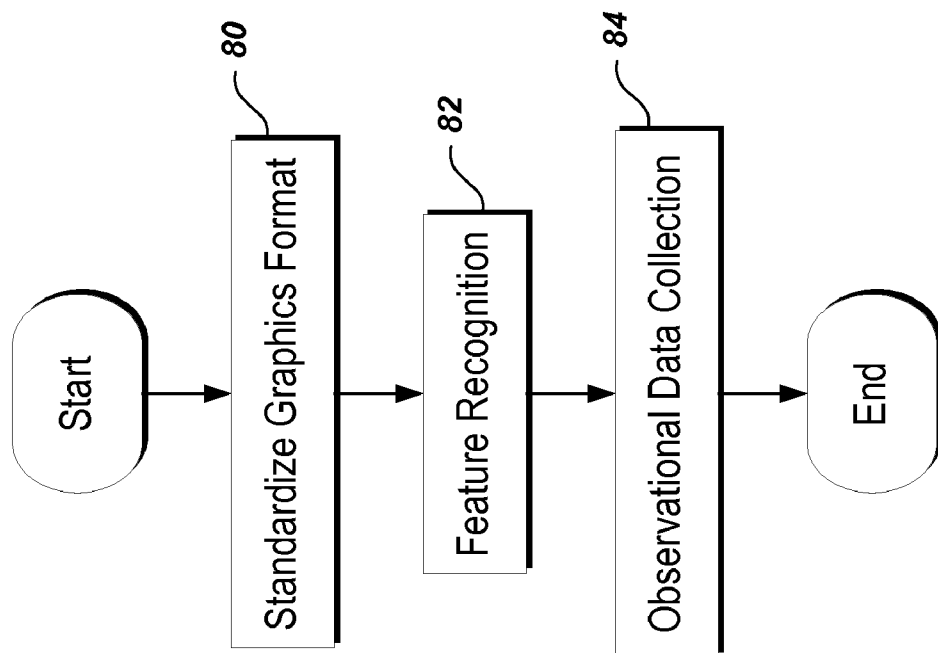 Start
80
Standardize Graphics Format
82
Feature Recognition
84
Observational Data Collection
End